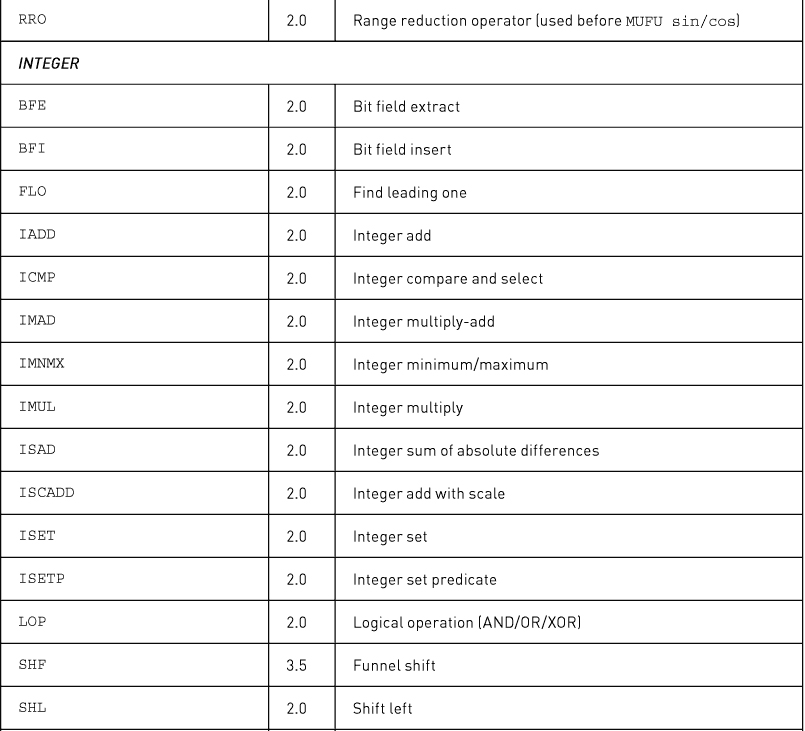 RRO 2.0 Range reduction operator (used before MUFU sin/cos)
INTEGER
BFE 2.0 Bit field extract
BFI 2.0 Bit field insert
FLO 2.0 Find leading one
IADD 2.0 Integer add
ICMP 2.0 Integer compare and select
IMAD 2.0 Integer multiply-add
IMNMX 2.0 Integer minimum/maximum
IMUL 2.0 Integer multiply
ISAD 2.0 Integer sum of absolute differences
ISCADD 2.0 Integer add with scale
ISET 2.0 Integer set
ISETP 2.0 Integer set predicate
LOP 2.0 Logical operation (AND/OR/XOR)
SHF 3.5 Funnel shift
SHL 2.0 Shift left